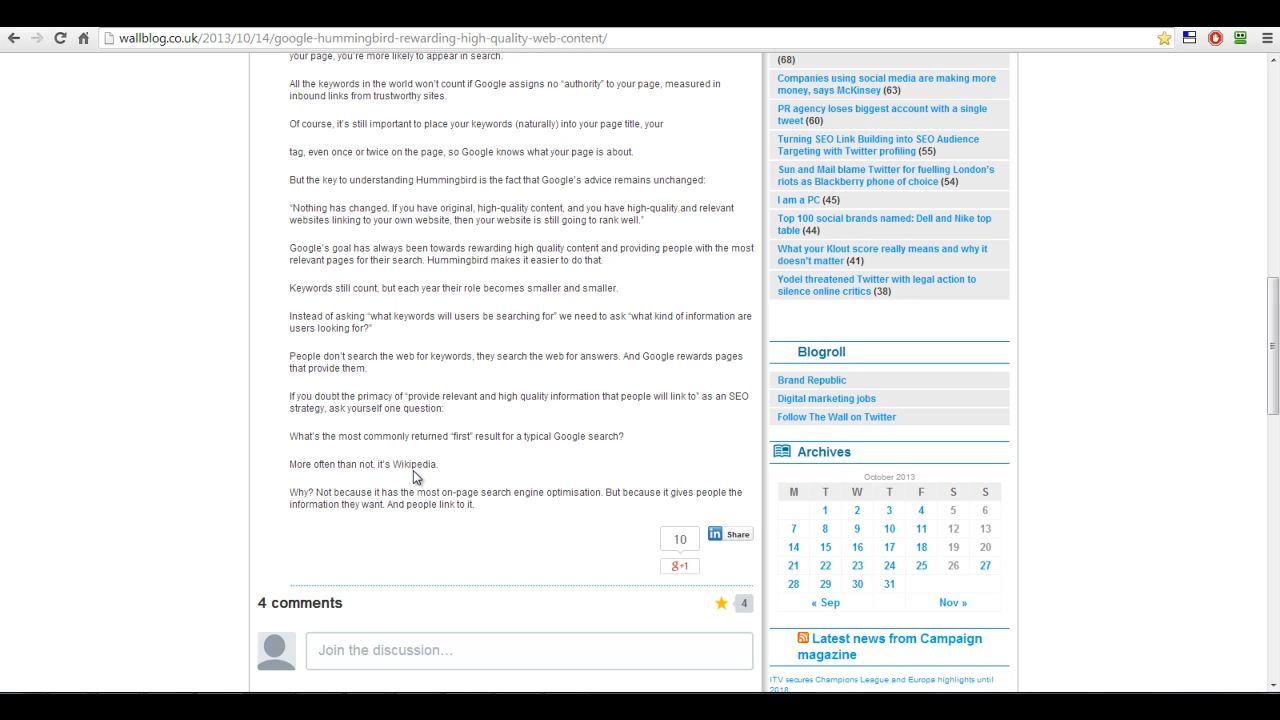 wallblog.co.uk/2013/10/14/google-hummingbird-rewarding-high-quality-web-content/
your page, you're more likely to appear in search.
All the keywords in the world won't count if Google assigns no "authority" to your page, measured in
inbound links from trustworthy sites.
Of course, it's still important to place your keywords (naturally) into your page title, your
tag, even once or twice on the page, so Google knows what your page is about.
But the key to understanding Hummingbird is the fact that Google's advice remains unchanged:
"Nothing has changed. If you have original, high-quality content, and you have high-quality and relevant
websites linking to your own website, then your website is still going to rank well."
Google's goal has always been towards rewarding high quality content and providing people with the most
relevant pages for their search. Hummingbird makes it easier to do that.
Keywords still count, but each year their role becomes smaller and smaller.
Instead of asking "what keywords will users be searching for" we need to ask "what kind of information are
users looking for?"
People don't search the web for keywords, they search the web for answers. And Google rewards pages
that provide them.
If you doubt the primacy of "provide relevant and high quality information that people will link to" as an SEO
strategy, ask yourself one question:
What's the most commonly returned "first" result for a typical Google search?
More often than not, it's Wikipedia.
Why? Not because it has the most on-page search engine optimisation. But because it gives people the
information they want. And people link to it.
10
Share
g+1
4 comments
4
Join the discussion…
(68)
Companies using social media are making more
money, says McKinsey (63)
PR agency loses biggest account with a single
tweet (60)
Turning SEO Link Building into SEO Audience
Targeting with Twitter profiling (55)
Sun and Mail blame Twitter for fuelling London's
riots as Blackberry phone of choice (54)
I am a PC (45)
Top 100 social brands named: Dell and Nike top
table (44)
What your Klout score really means and why it
doesn't matter (41)
Yodel threatened Twitter with legal action to
silence online critics (38)
Blogroll
Brand Republic
Digital marketing jobs
Follow The Wall on Twitter
Archives
October 2013
M T W T F S S
1 2 3 4 5 6
7 8 9 10 11 12 13
14 15 16 17 18 19 20
21 22 23 24 25 26 27
28 29 30 31
« Sep Nov »
Latest news from Campaign
magazine
ITV secures Champions League and Europa highlights until
2018